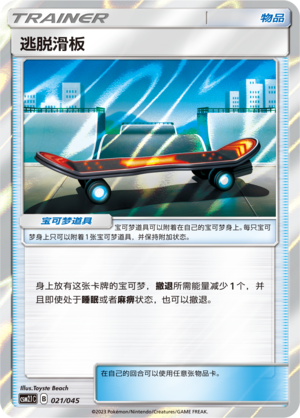 TRAINER 物品
逃脱滑板
宝可梦道具
宝可梦道具可以附着在自己的宝可梦身上。每只宝可
梦身上只可以附着1张宝可梦道具，并保持附加状态。
身上放有这张卡牌的宝可梦，撤退所需能量减少1个，并
且即使处于睡眠或者麻痹状态，也可以撤退。
在自己的回合可以使用任意张物品卡。
Illus.Toyste Beach
021/045
©2023 Pokémon/Nintendo/Creatures/GAME FREAK.